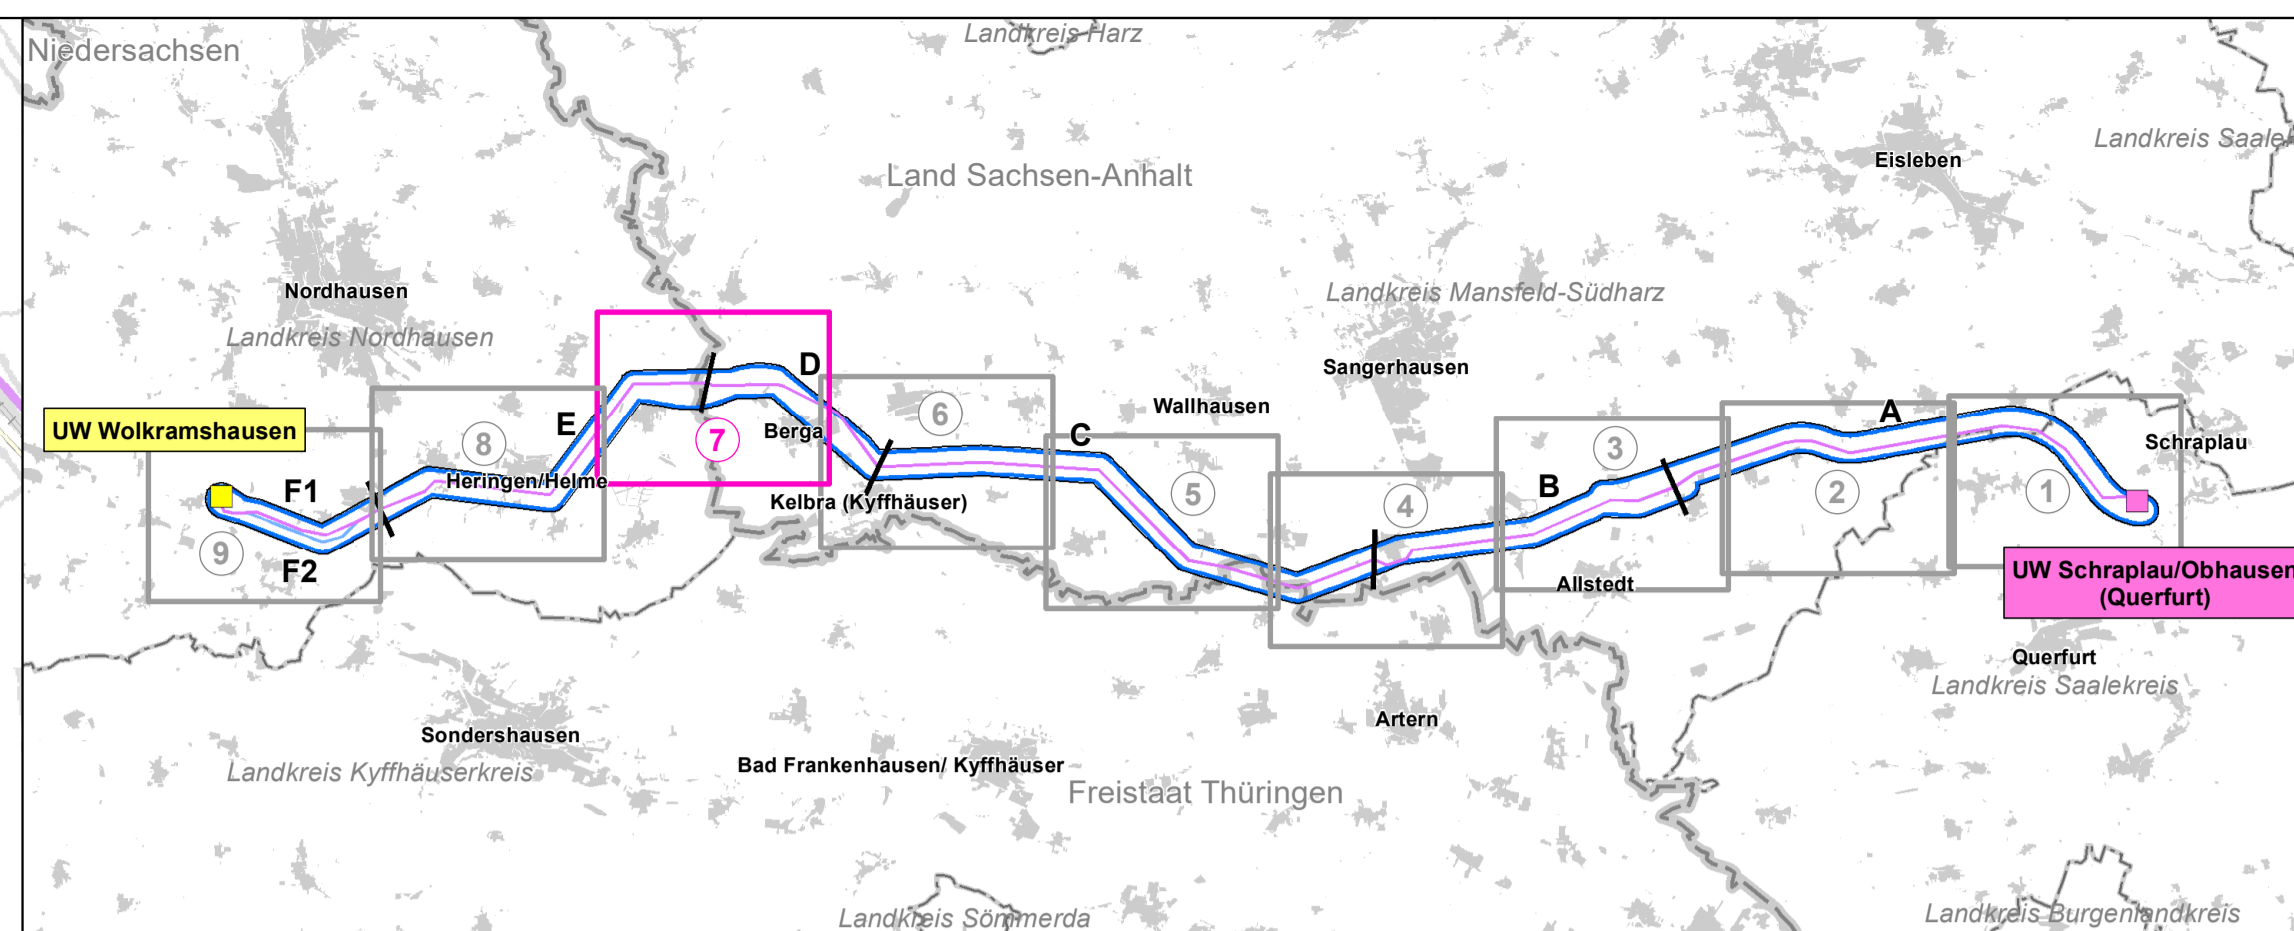 Niedersachsen
Landkreis Harz
Landkreis Saale
Eisleben
Land Sachsen-Anhalt
Nordhausen
Landkreis Mansfeld-Südharz
Landkreis Nordhausen
D
Sangerhausen
Wallhausen
A
6
E
UW Wolkramshausen
Berga
7
8
C
3
Schraplau
Heringen/Helme
F1
Kelbra (Kyffhäuser)
5
4
B
2
1
9
F2
Allstedt
UW Schraplau/Obhausen
(Querfurt)
Querfurt
Landkreis Saalekreis
Artern
Sondershausen
Bad Frankenhausen/ Kyffhäuser
Landkreis Kyffhäuserkreis
Freistaat Thüringen
Landkreis Sömmerda
Landkreis Burgenlandkreis